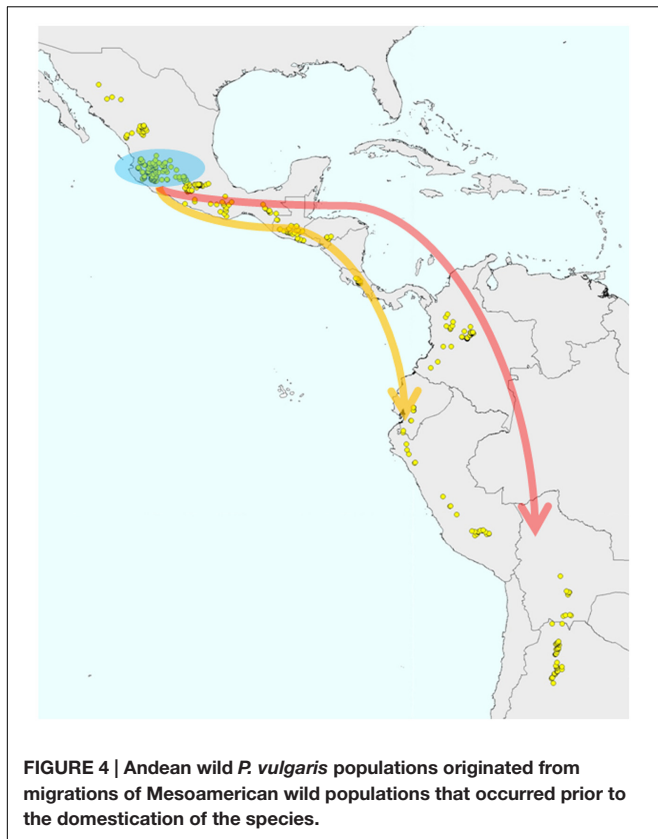 FIGURE 4 | Andean wild P. vulgaris populations originated from
migrations of Mesoamerican wild populations that occurred prior to
the domestication of the species.